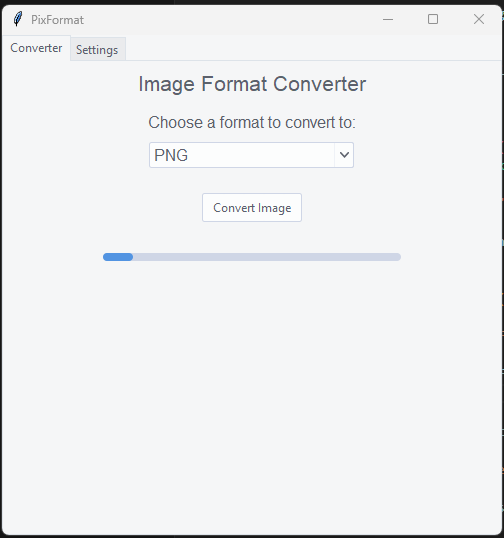 PixFormat
Converter Settings
Image Format Converter
Choose a format to convert to:
PNG
Convert Image